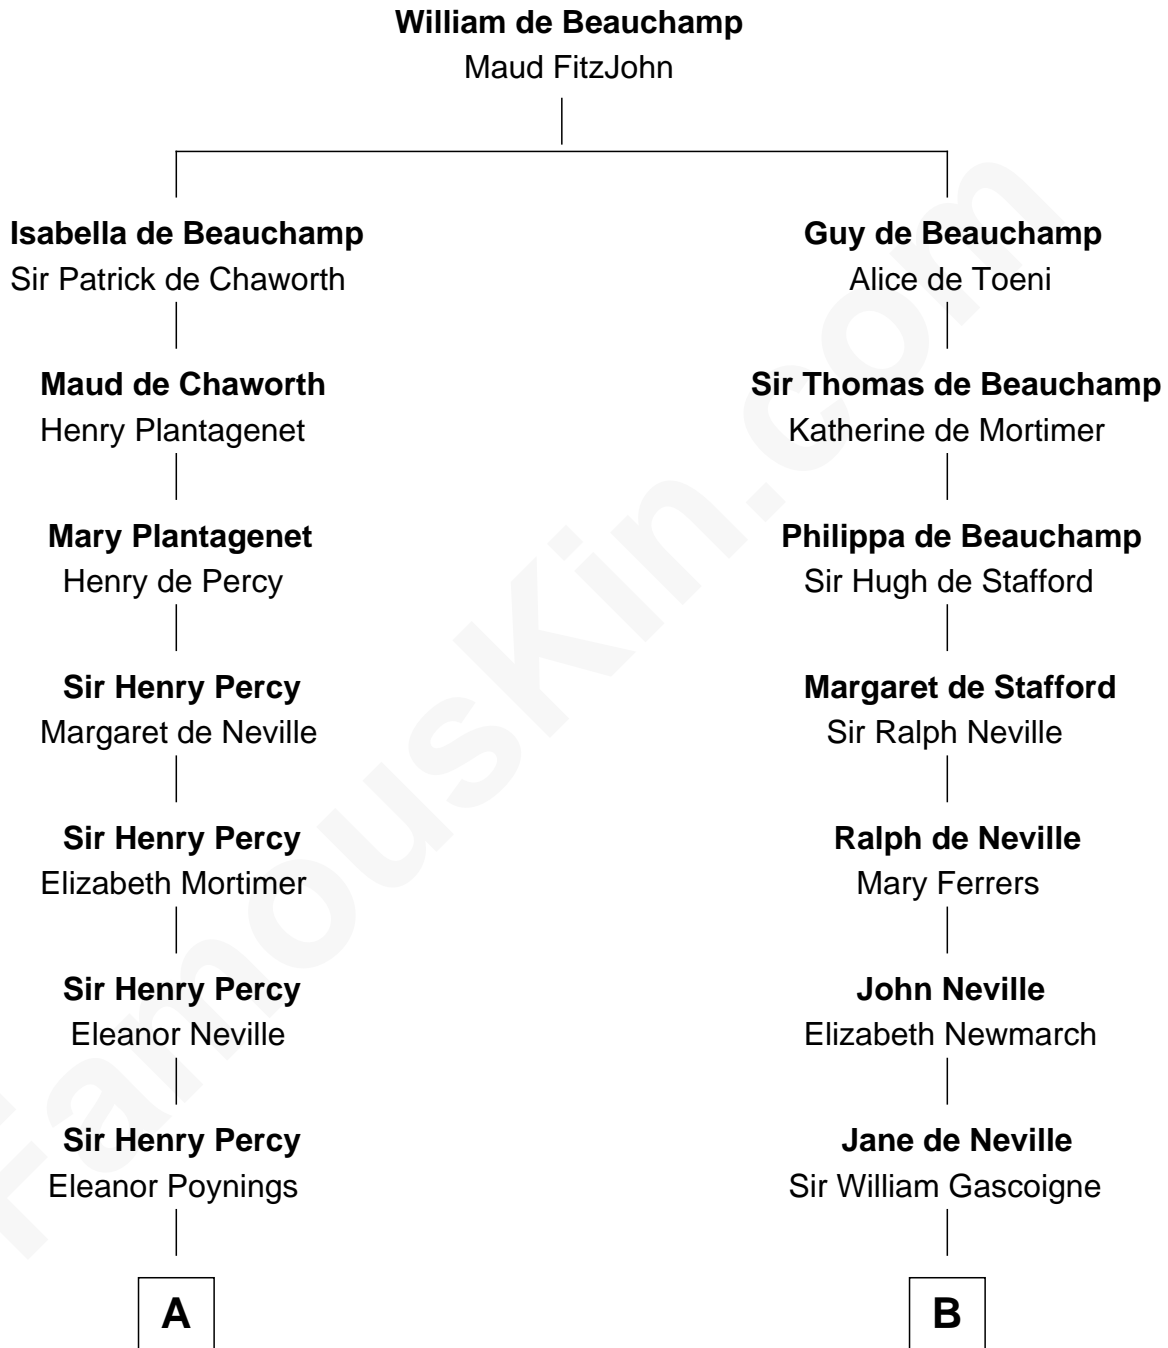 William de Beauchamp
Maud FitzJohn
Isabella de Beauchamp
Sir Patrick de Chaworth
Guy de Beauchamp
Alice de Toeni
Maud de Chaworth
Henry Plantagenet
Sir Thomas de Beauchamp
Katherine de Mortimer
Mary Plantagenet
Henry de Percy
Philippa de Beauchamp
Sir Hugh de Stafford
Sir Henry Percy
Margaret de Neville
Margaret de Stafford
Sir Ralph Neville
Sir Henry Percy
Elizabeth Mortimer
Ralph de Neville
Mary Ferrers
Sir Henry Percy
Eleanor Neville
John Neville
Elizabeth Newmarch
Sir Henry Percy
Eleanor Poynings
Jane de Neville
Sir William Gascoigne
A
B
FamousKin.com